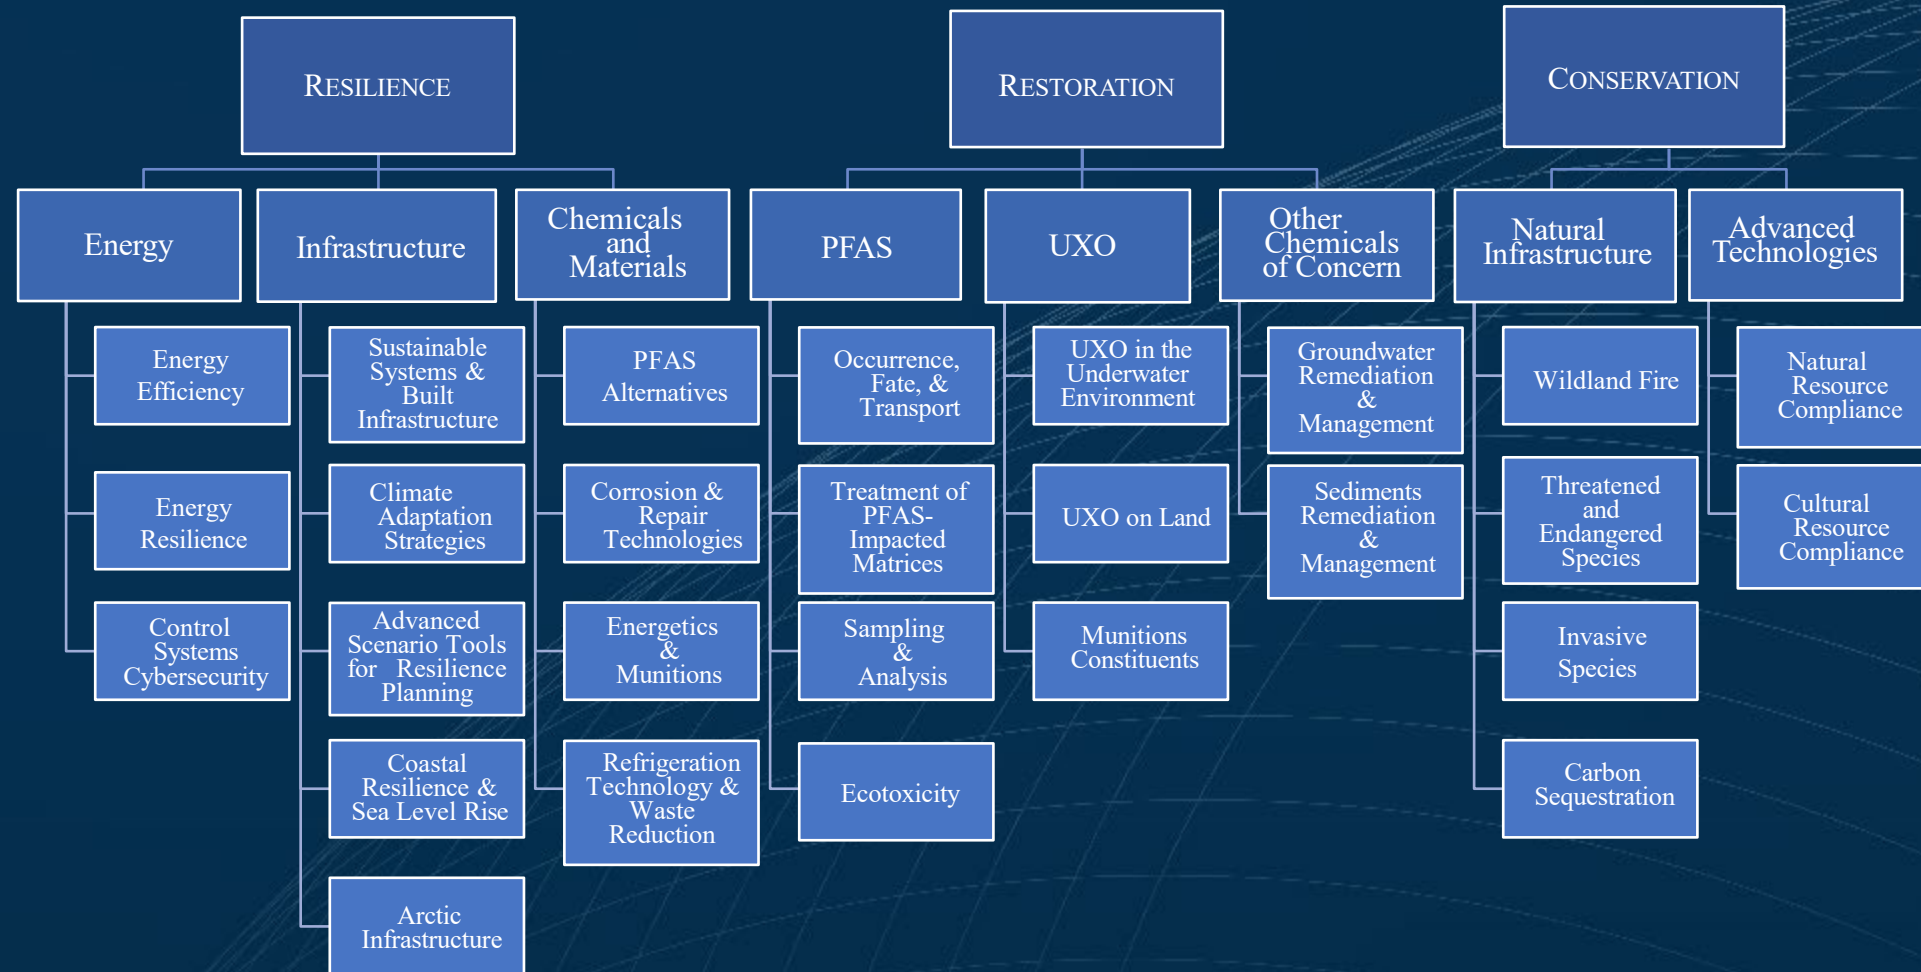 RESILIENCE
RESTORATION
CONSERVATION
Energy
Infrastructure
Chemicals
and
Materials
PFAS
UXO
Other
Chemicals
of Concern
Natural
Infrastructure
Advanced
Technologies
Energy
Efficiency
Energy
Resilience
Control
Systems
Cybersecurity
Sustainable
Systems &
Built
Infrastructure
Climate
Adaptation
Strategies
Advanced
Scenario Tools
for Resilience
Planning
Coastal
Resilience &
Sea Level Rise
Arctic
Infrastructure
PFAS
Alternatives
Corrosion &
Repair
Technologies
Energetics
&
Munitions
Refrigeration
Technology &
Waste
Reduction
Occurrence,
Fate, &
Transport
Treatment of
PFAS-
Impacted
Matrices
Sampling
&
Analysis
Ecotoxicity
UXO in the
Underwater
Environment
UXO on Land
Munitions
Constituents
Groundwater
Remediation
&
Management
Sediments
Remediation
&
Management
Wildland Fire
Threatened
and
Endangered
Species
Invasive
Species
Carbon
Sequestration
Natural
Resource
Compliance
Cultural
Resource
Compliance